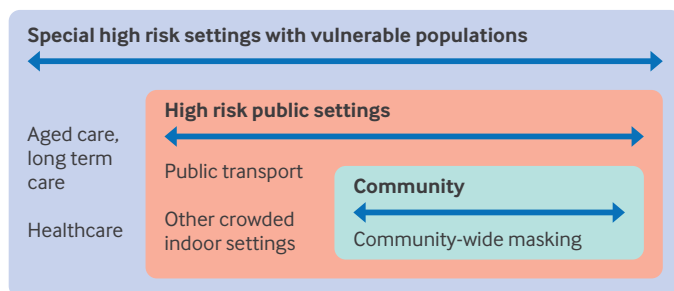 Special high risk settings with vulnerable populations
High risk public settings
Aged care,
long term
care
Healthcare
Public transport
Other crowded
indoor settings
Community
Community-wide masking